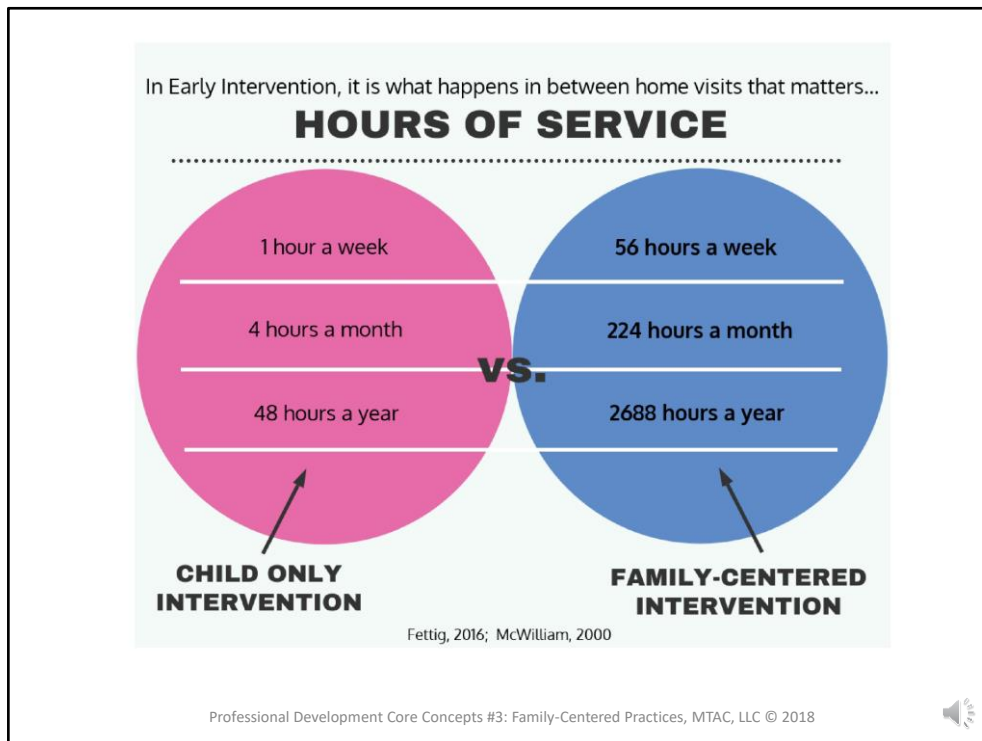 In Early Intervention, it is what happens in between home visits that matters...
HOURS OF SERVICE
1 hour a week
56 hours a week
4 hours a month
224 hours a month
vs.
48 hours a year
2688 hours a year
CHILD ONLY
INTERVENTION
FAMILY-CENTERED
INTERVENTION
Fettig, 2016; McWilliam, 2000
Professional Development Core Concepts #3: Family-Centered Practices, MTAC, LLC © 2018